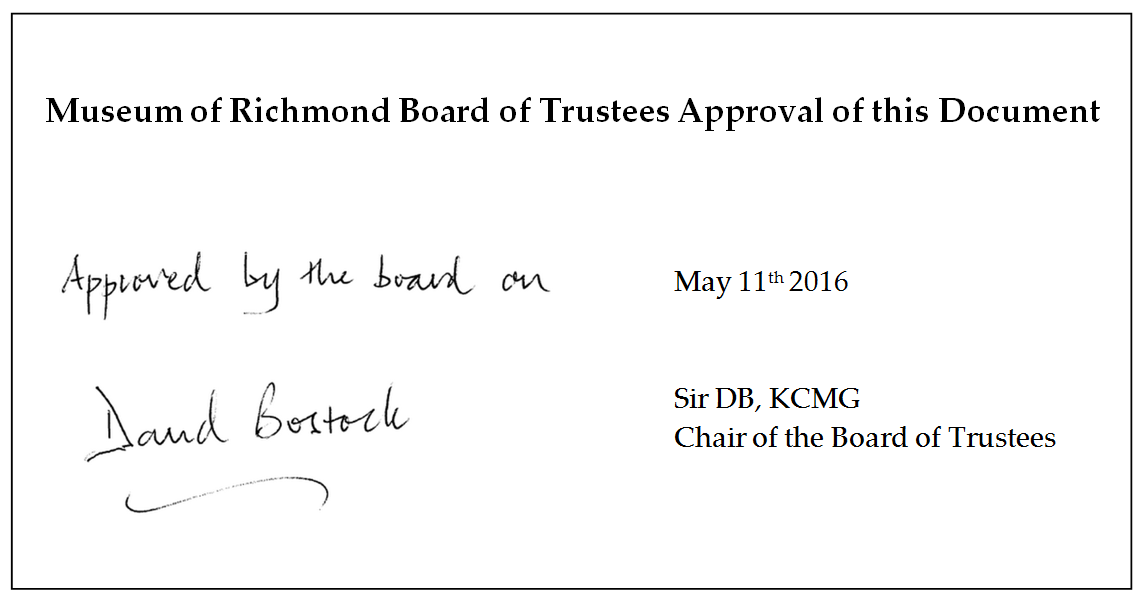 Museum of Richmond Board of Trustees Approval of this Document
Approved by the board on May 11th 2016
David Bostock
Sir DB, KCMG
Chair of the Board of Trustees